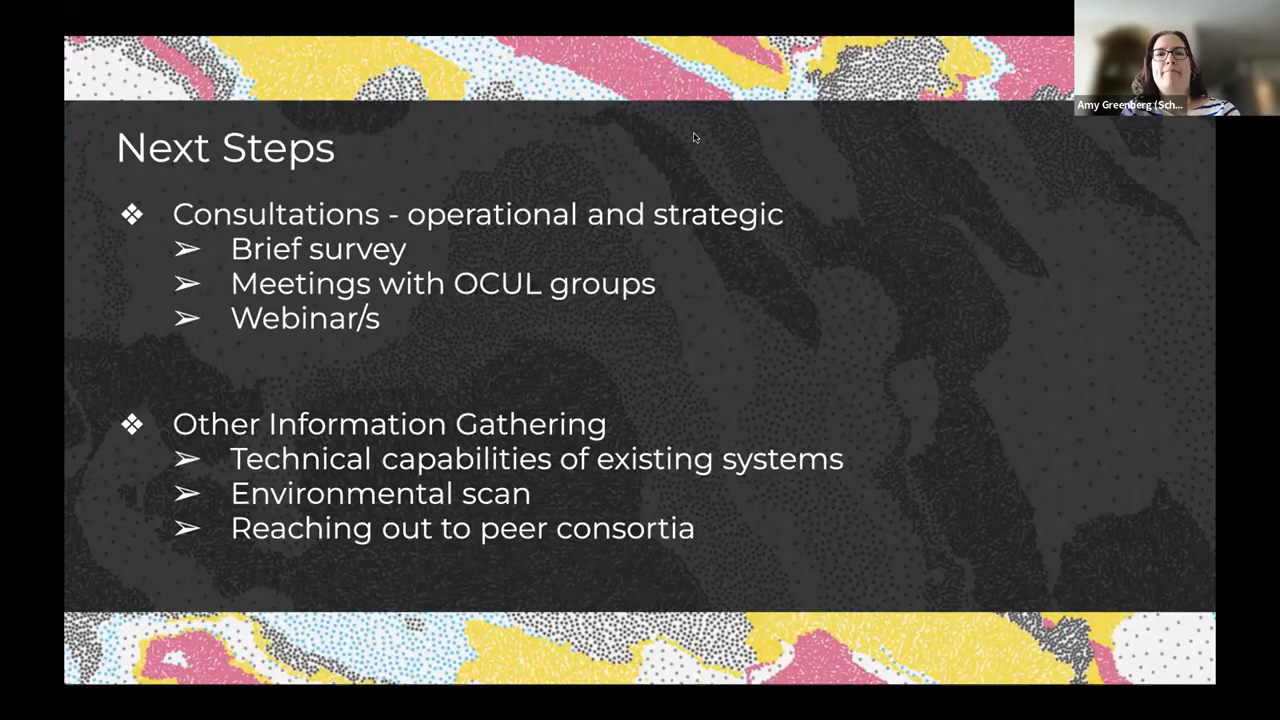 Amy Greenberg (Sch...
Next Steps
❖ Consultations - operational and strategic
➢ Brief survey
➢ Meetings with OCUL groups
➢ Webinar/s
❖ Other Information Gathering
➢ Technical capabilities of existing systems
➢ Environmental scan
➢ Reaching out to peer consortia